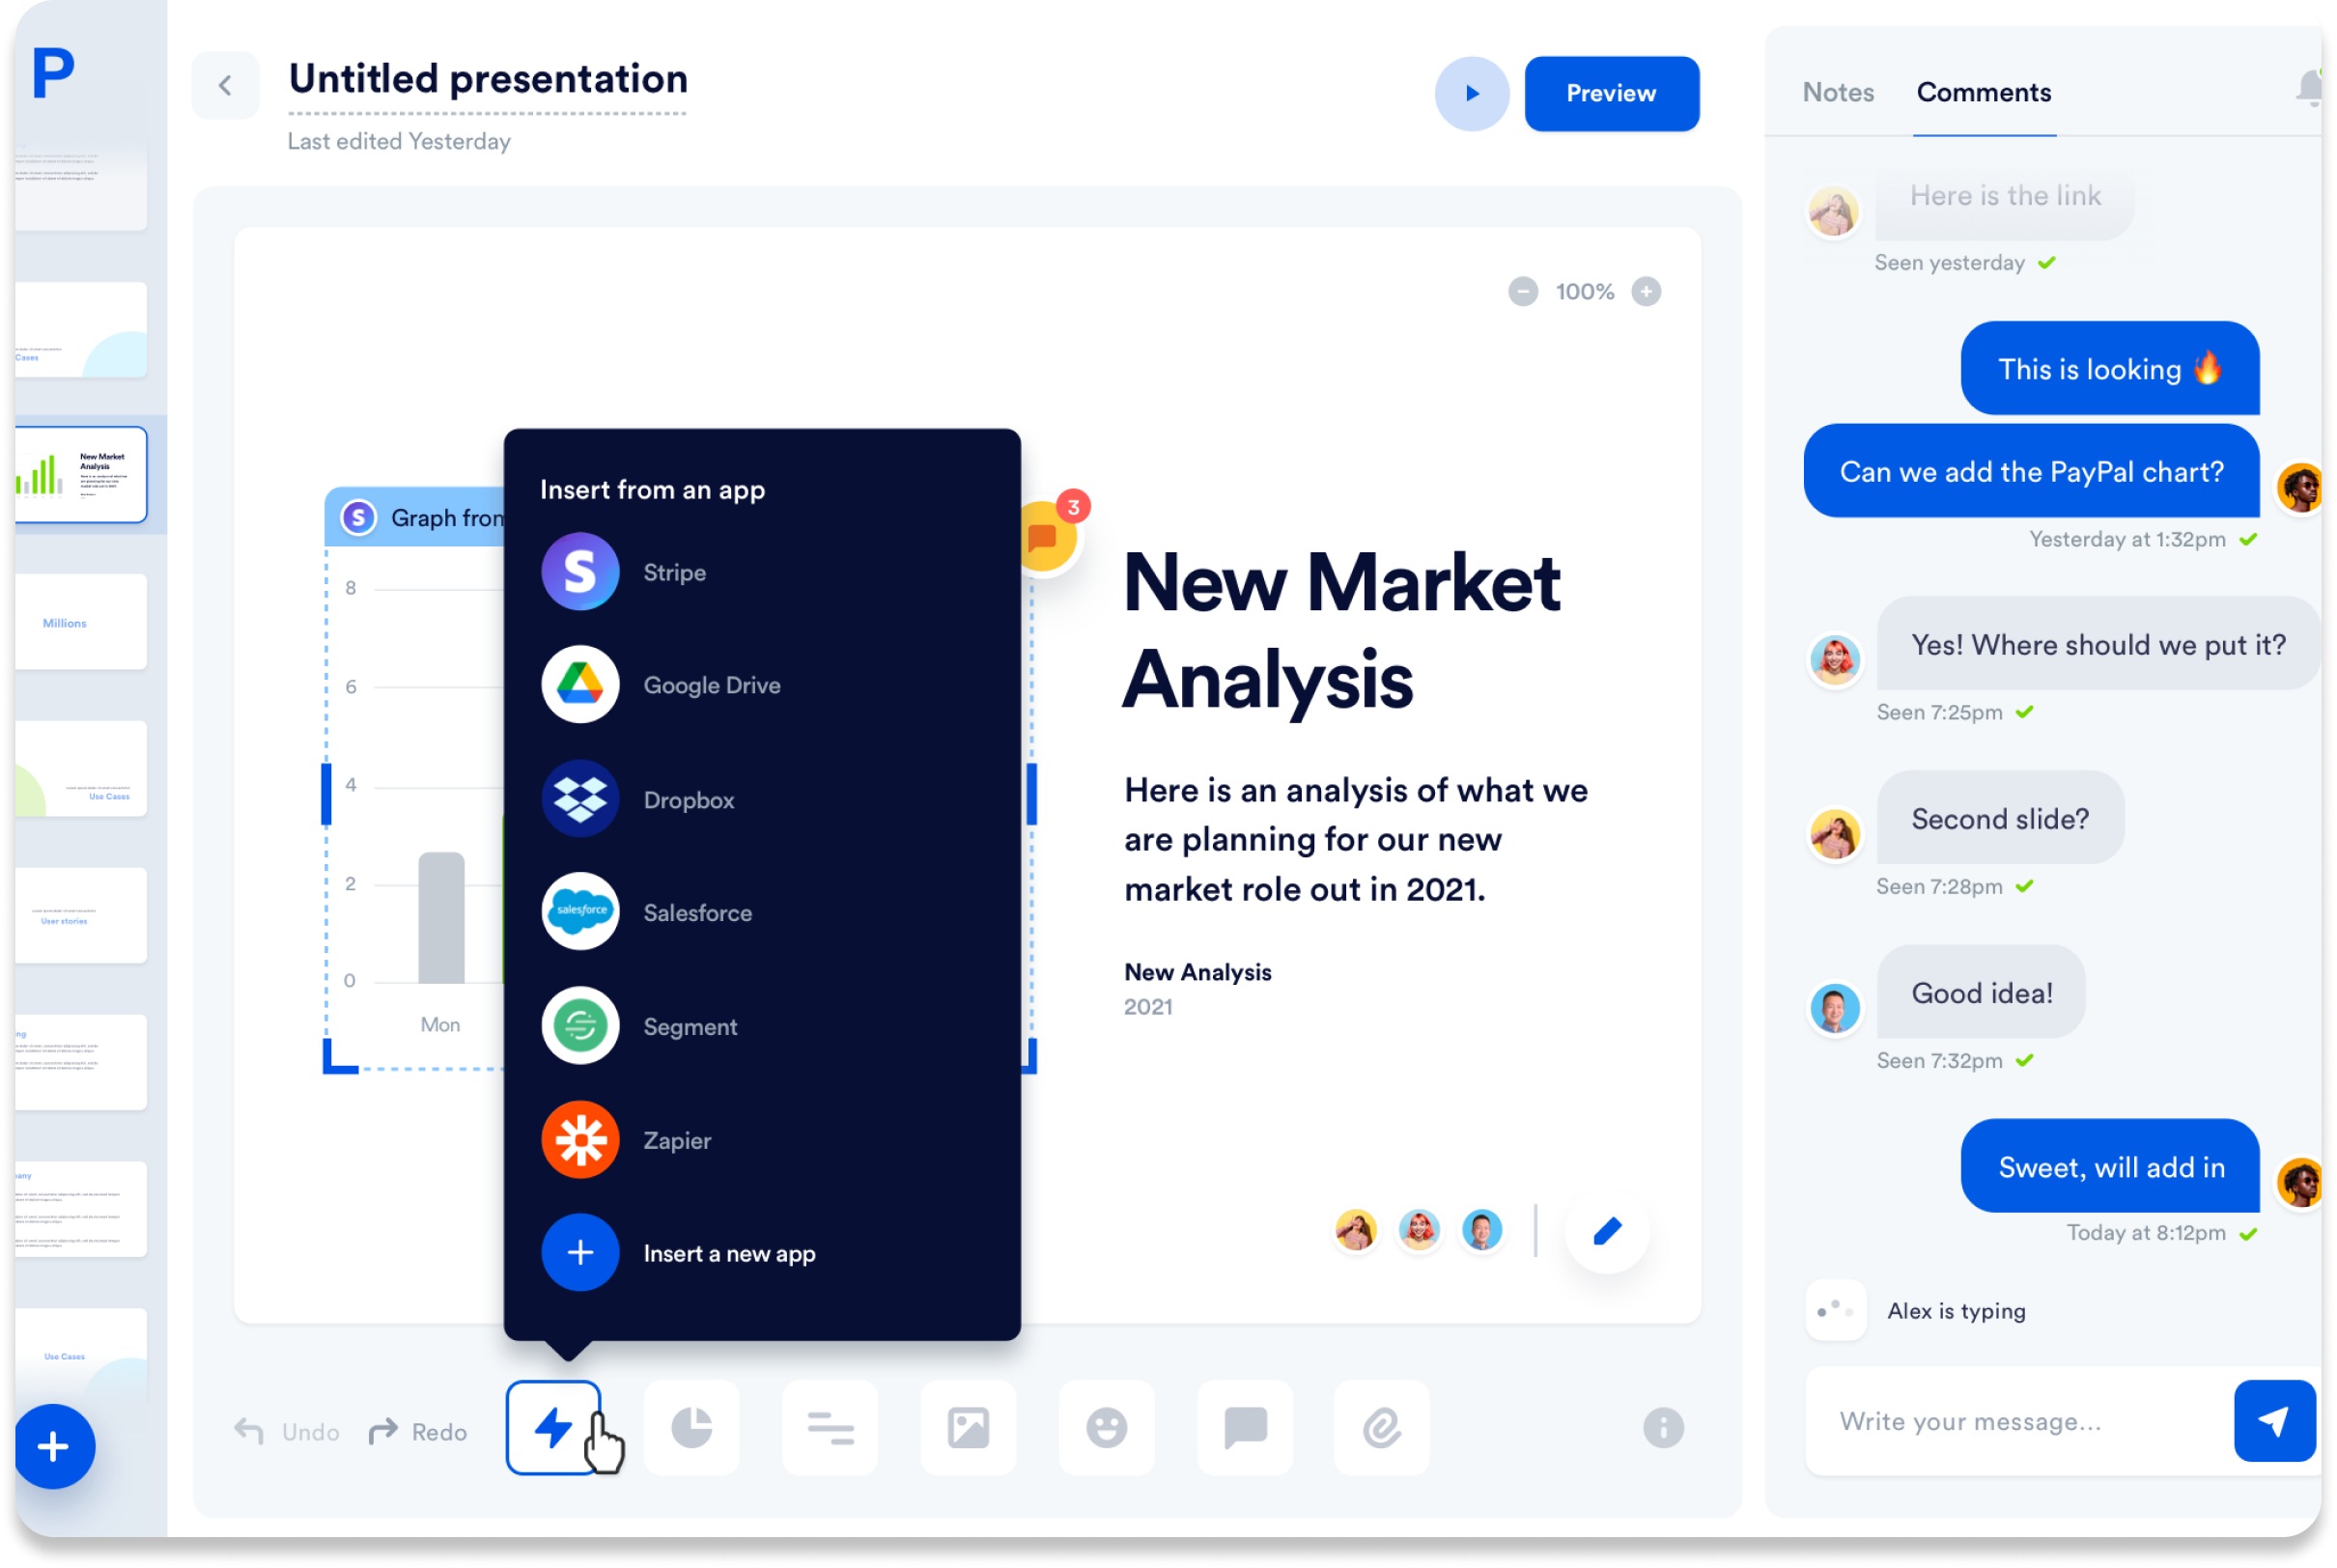 P
Cases
New Market
Analysis
Millions
Use Cases
User stories
Use Cases
Untitled presentation
Last edited Yesterday
Preview
100%
Insert from an app
Stripe
Google Drive
Dropbox
salesforce
Salesforce
Segment
Zapier
Insert a new app
S
Graph from
8
6
4
2
0
Mon
3
New Market
Analysis
Here is an analysis of what we
are planning for our new
market role out in 2021.
New Analysis
2021
Undo
Redo
Notes
Comments
Here is the link
Seen yesterday
This is looking 🔥
Can we add the PayPal chart?
Yesterday at 1:32pm
Yes! Where should we put it?
Seen 7:25pm
Second slide?
Seen 7:28pm
Good idea!
Seen 7:32pm
Sweet, will add in
Today at 8:12pm
Alex is typing
Write your message...